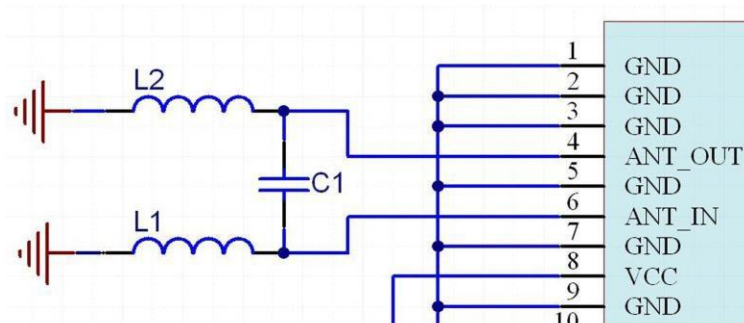 L2
C1
L1
1 GND
2 GND
3 GND
4 ANT_OUT
5 GND
6 ANT_IN
7 GND
8 VCC
9 GND
10